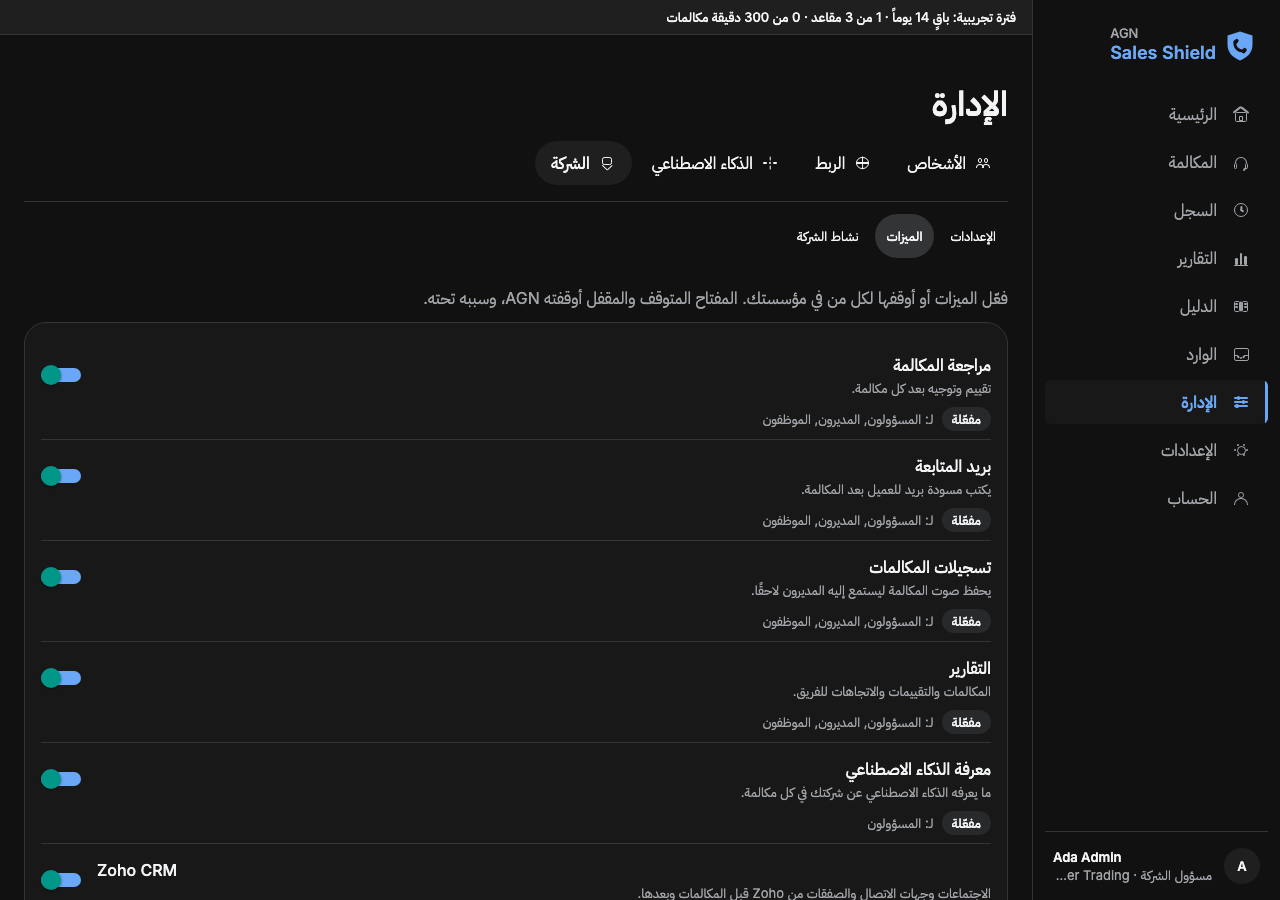 فترة تجريبية: باقٍ 14 يوماً · 1 من 3 مقاعد · 0 من 300 دقيقة مكالمات
AGN
Sales Shield
الرئيسية
المكالمة
السجل
التقارير
الدليل
الوارد
الإدارة
الإعدادات
الحساب
Ada Admin
مسؤول الشركة · er Trading...
A
الإدارة
الأشخاص
الربط
الذكاء الاصطناعي
الشركة
الإعدادات
الميزات
نشاط الشركة
فعّل الميزات أو أوقفها لكل من في مؤسستك. المفتاح المتوقف والمقفل أوقفته AGN، وسببه تحته.
مراجعة المكالمة
تقييم وتوجيه بعد كل مكالمة.
مفعّلة لـ: المسؤولون, المديرون, الموظفون
بريد المتابعة
يكتب مسودة بريد للعميل بعد المكالمة.
مفعّلة لـ: المسؤولون, المديرون, الموظفون
تسجيلات المكالمات
يحفظ صوت المكالمة ليستمع إليه المديرون لاحقًا.
مفعّلة لـ: المسؤولون, المديرون, الموظفون
التقارير
المكالمات والتقييمات والاتجاهات للفريق.
مفعّلة لـ: المسؤولون, المديرون, الموظفون
معرفة الذكاء الاصطناعي
ما يعرفه الذكاء الاصطناعي عن شركتك في كل مكالمة.
مفعّلة لـ: المسؤولون
Zoho CRM
الاجتماعات وجهات الاتصال والصفقات من Zoho قبل المكالمات وبعدها.